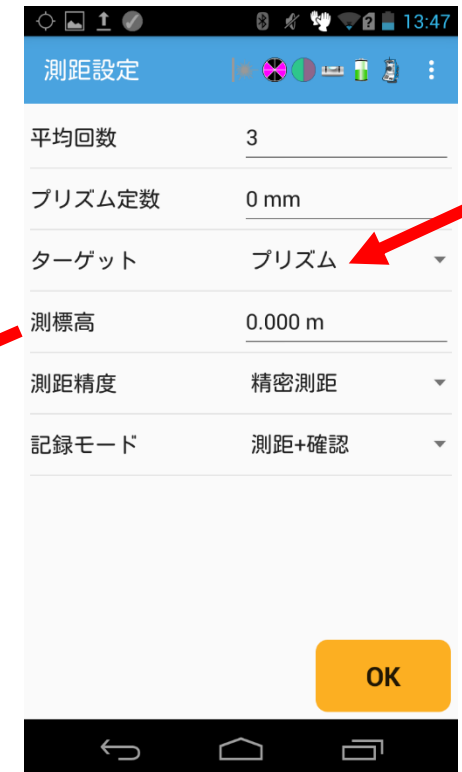 13:47
測距設定
平均回数 3
プリズム定数 0 mm
ターゲット プリズム
測標高 0.000 m
測距精度 精密測距
記録モード 測距+確認
OK